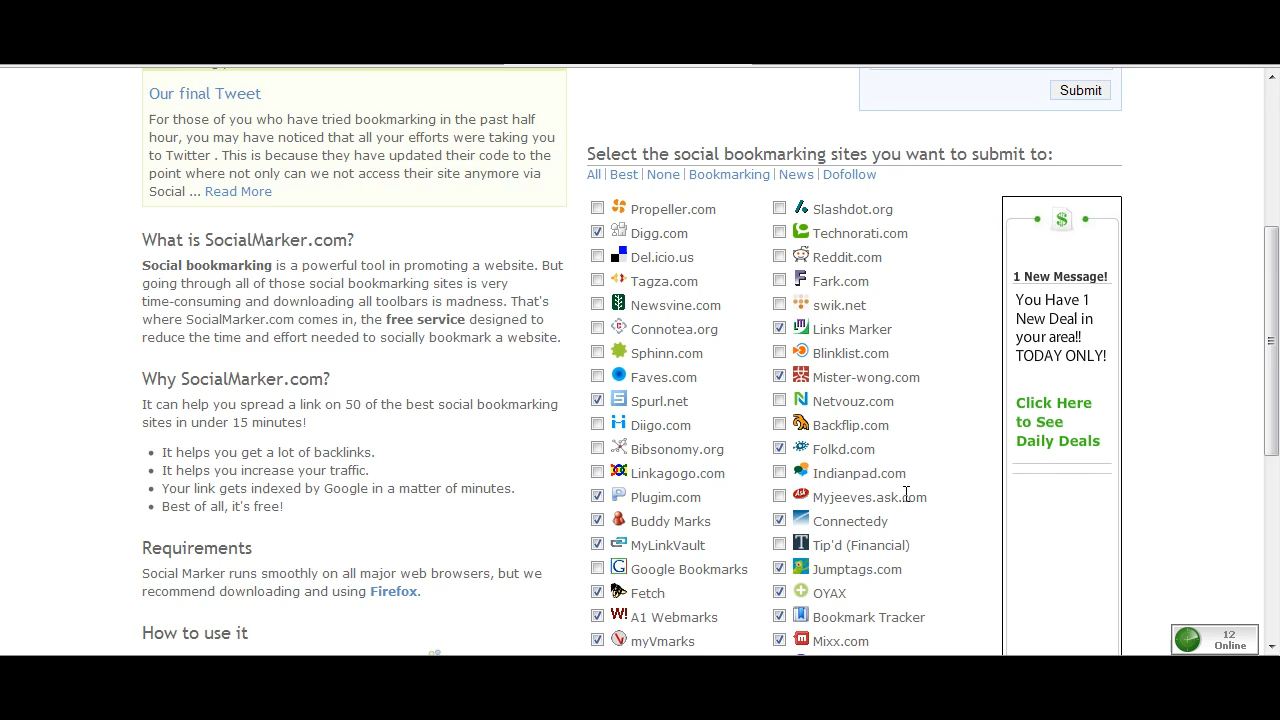 Our final Tweet
For those of you who have tried bookmarking in the past half
hour, you may have noticed that all your efforts were taking you
to Twitter . This is because they have updated their code to the
point where not only can we not access their site anymore via
Social ... Read More
What is SocialMarker.com?
Social bookmarking is a powerful tool in promoting a website. But
going through all of those social bookmarking sites is very
time-consuming and downloading all toolbars is madness. That's
where SocialMarker.com comes in, the free service designed to
reduce the time and effort needed to socially bookmark a website.
Why SocialMarker.com?
It can help you spread a link on 50 of the best social bookmarking
sites in under 15 minutes!
It helps you get a lot of backlinks.
It helps you increase your traffic.
Your link gets indexed by Google in a matter of minutes.
Best of all, it's free!
Requirements
Social Marker runs smoothly on all major web browsers, but we
recommend downloading and using Firefox.
How to use it
Submit
Select the social bookmarking sites you want to submit to:
All | Best | None | Bookmarking | News | Dofollow
Propeller.com
Digg.com
Del.icio.us
Tagza.com
Newsvine.com
Connotea.org
Sphinn.com
Faves.com
Spurl.net
Diigo.com
Bibsonomy.org
Linkagogo.com
Plugim.com
Buddy Marks
MyLinkVault
Google Bookmarks
Fetch
A1 Webmarks
myVmarks
Slashdot.org
Technorati.com
Reddit.com
Fark.com
swik.net
Links Marker
Blinklist.com
Mister-wong.com
Netvouz.com
Backflip.com
Folkd.com
Indianpad.com
Myjeeves.ask.com
Connectedy
Tip'd (Financial)
Jumptags.com
OYAX
Bookmark Tracker
Mixx.com
$
1 New Message!
You Have 1
New Deal in
your area!!
TODAY ONLY!
Click Here
to See
Daily Deals
12
Online